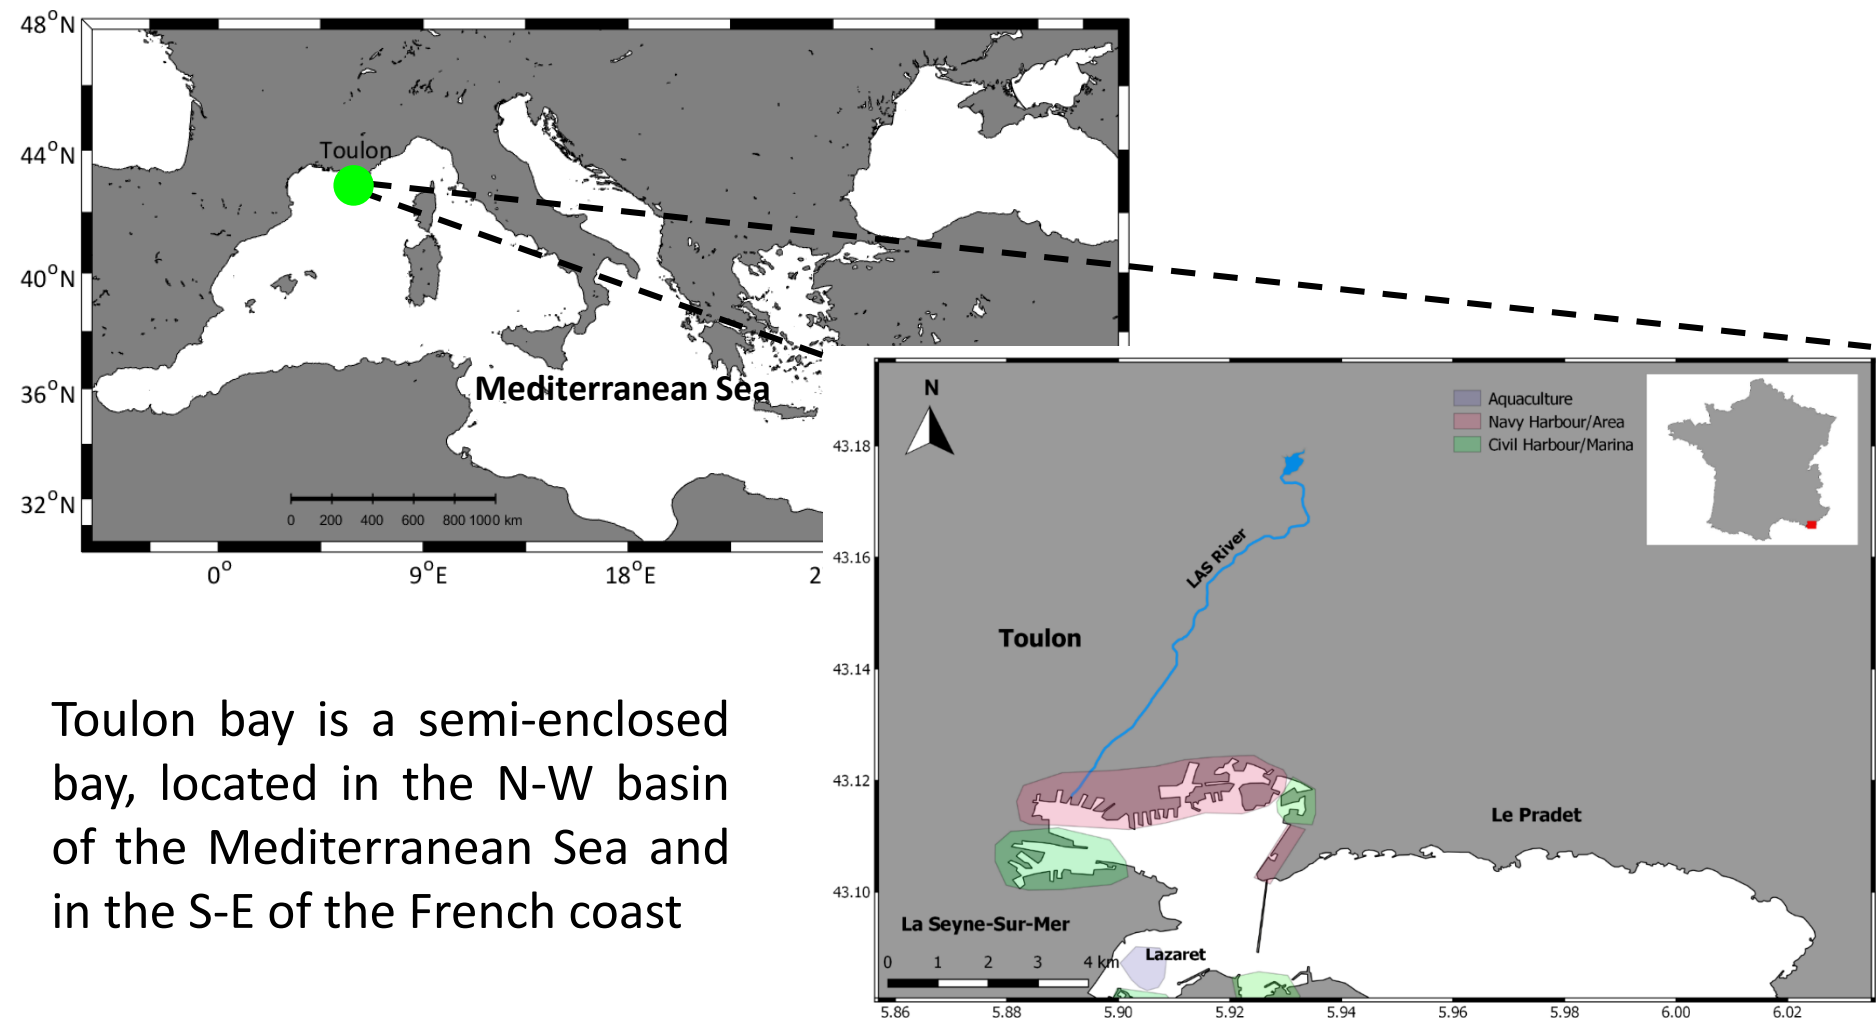 48°N
44°N
40°N
36°N
32°N
Toulon
Mediterranean Sea
0 200 400 600 800 1000 km
0° 9°E 18°E 2
Toulon bay is a semi-enclosed
bay, located in the N-W basin
of the Mediterranean Sea and
in the S-E of the French coast
N
Aquaculture
Navy Harbour/Area
Civil Harbour/Marina
43.18
43.16
43.14
43.12
43.10
LAS River
Toulon
Le Pradet
La Seyne-Sur-Mer
Lazaret
0 1 2 3 4 km
5.86 5.88 5.90 5.92 5.94 5.96 5.98 6.00 6.02